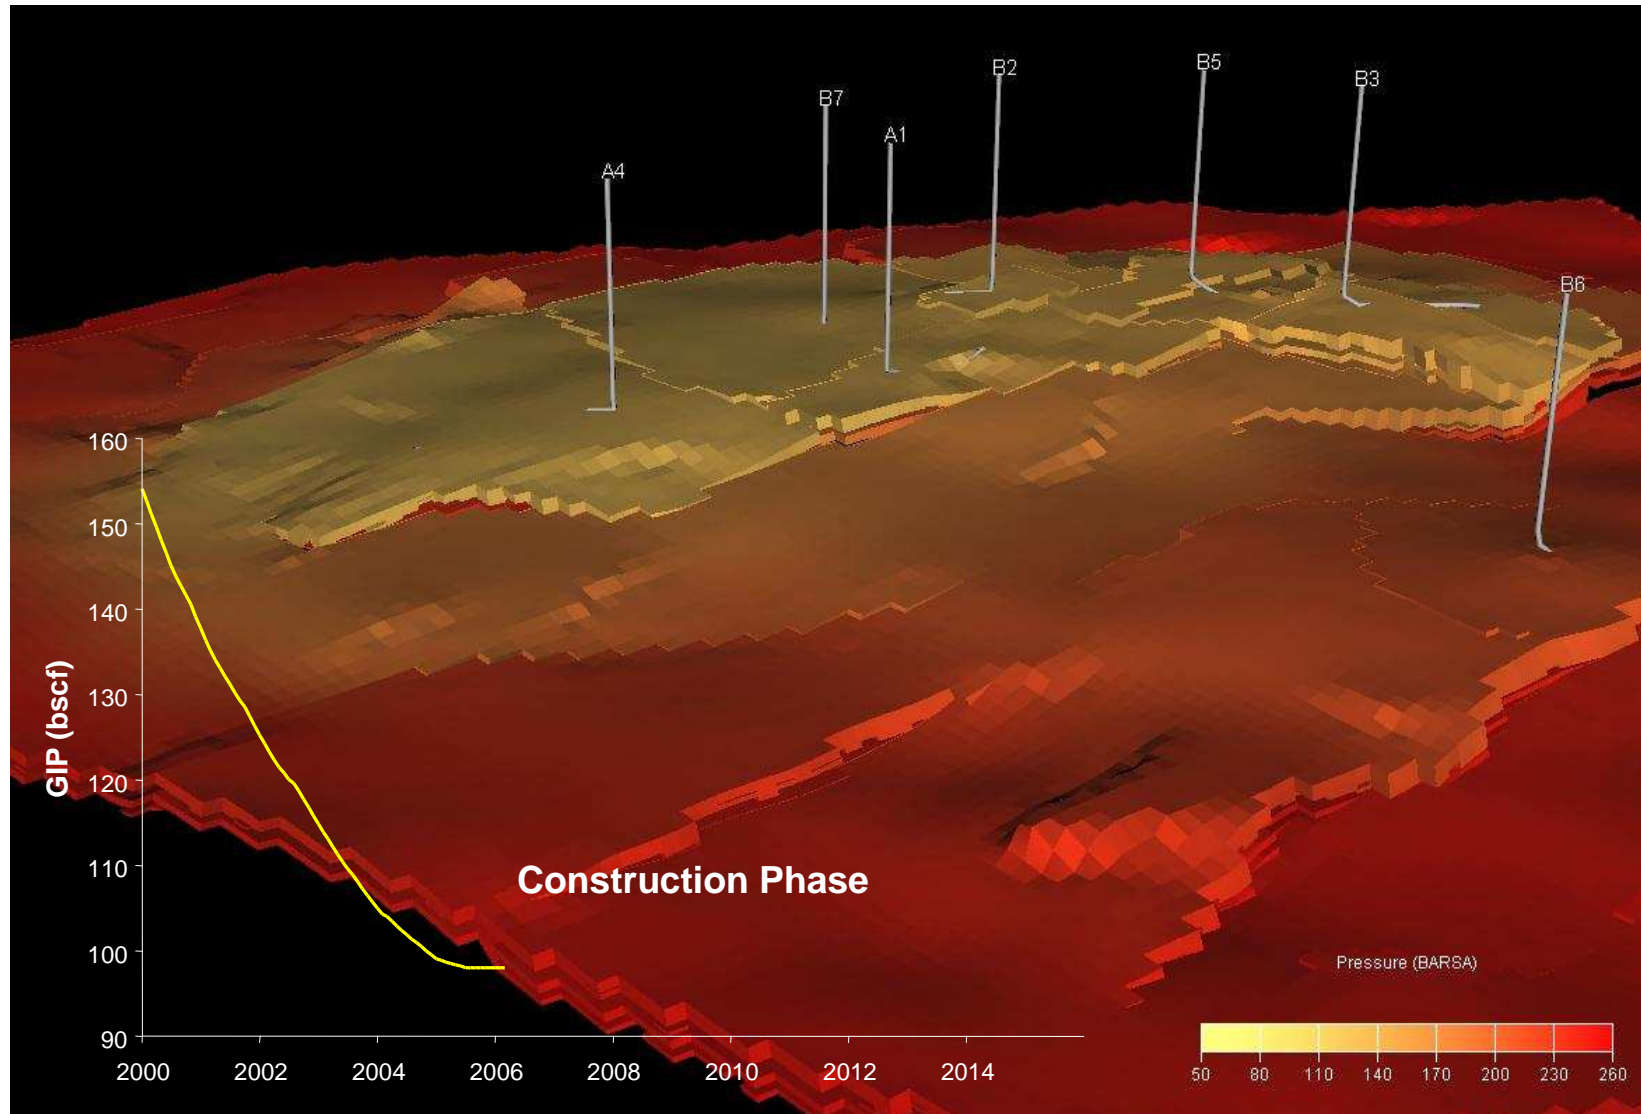 B2
B5
B3
B7
A1
A4
B6
160
150
140
130
120
110
100
90
GIP (bscf)
Construction Phase
2000 2002 2004 2006 2008 2010 2012 2014
Pressure (BARSA)
50 80 110 140 170 200 230 260